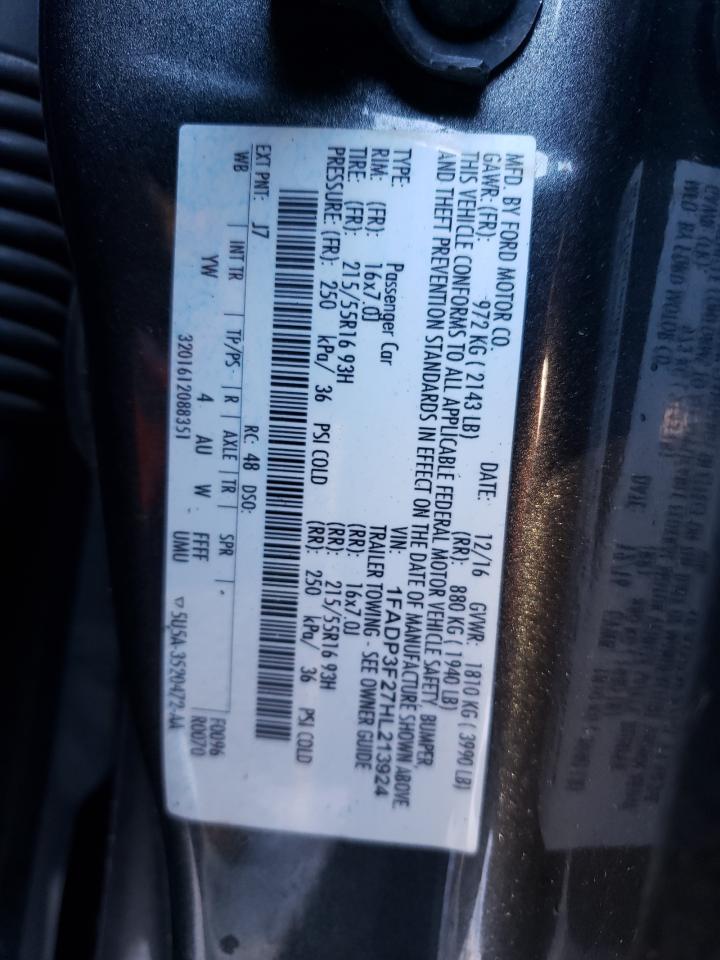 MFD. BY FORD MOTOR CO.
DATE: 12/16 GVWR: 1810 KG ( 3990 LB)
GAWR: (FR): 972 KG ( 2143 LB) (RR): 880 KG ( 1940 LB)
THIS VEHICLE CONFORMS TO ALL APPLICABLE FEDERAL MOTOR VEHICLE SAFETY, BUMPER,
AND THEFT PREVENTION STANDARDS IN EFFECT ON THE DATE OF MANUFACTURE SHOWN ABOVE.
VIN: 1FADP3F27HL213924
TYPE: Passenger Car TRAILER TOWING - SEE OWNER GUIDE
RIM: (FR): 16x7.0J (RR): 16x7.0J
TIRE: (FR): 215/55R16 93H (RR): 215/55R16 93H
PRESSURE: (FR): 250 kPa/ 36 PSI COLD (RR): 250 kPa/ 36 PSI COLD
EXT PNT: J7 RC: 48 DSO: F0096
WB INT TR TP/PS R AXLE TR SPR R0070
YW 4 AU W FFFF
UMU
3201612088351 5U5A-3520472-AA